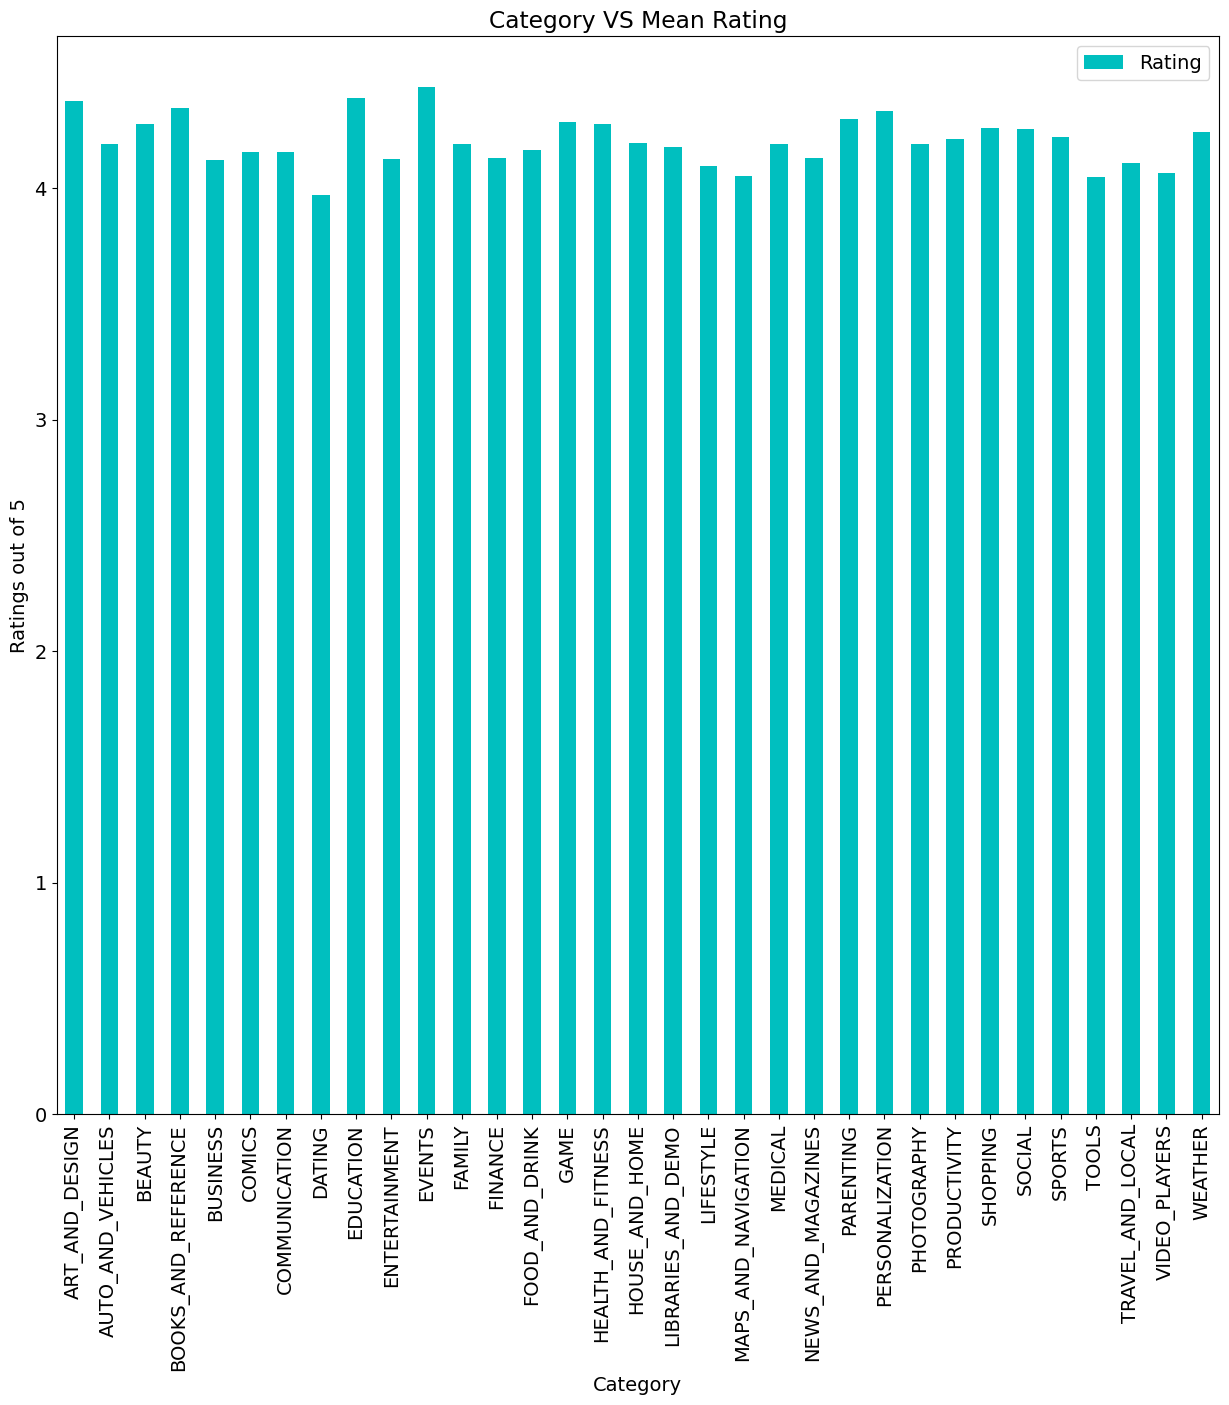 Category VS Mean Rating
Rating
Ratings out of 5
4
3
2
1
0
ART_AND_DESIGN
AUTO_AND_VEHICLES
BEAUTY
BOOKS_AND_REFERENCE
BUSINESS
COMICS
COMMUNICATION
DATING
EDUCATION
ENTERTAINMENT
EVENTS
FAMILY
FINANCE
FOOD_AND_DRINK
GAME
HEALTH_AND_FITNESS
HOUSE_AND_HOME
LIBRARIES_AND_DEMO
LIFESTYLE
MAPS_AND_NAVIGATION
MEDICAL
NEWS_AND_MAGAZINES
PARENTING
PERSONALIZATION
PHOTOGRAPHY
PRODUCTIVITY
SHOPPING
SOCIAL
SPORTS
TOOLS
TRAVEL_AND_LOCAL
VIDEO_PLAYERS
WEATHER
Category